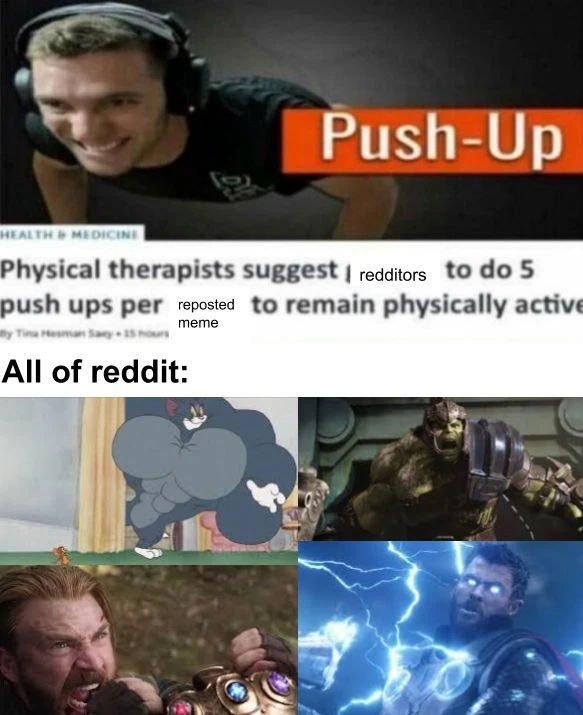 Push-Up
HEALTH & MEDICINE
Physical therapists suggest redditors to do 5
push ups per reposted meme to remain physically active
By Tina Hesman Saey • 15 hours
All of reddit: